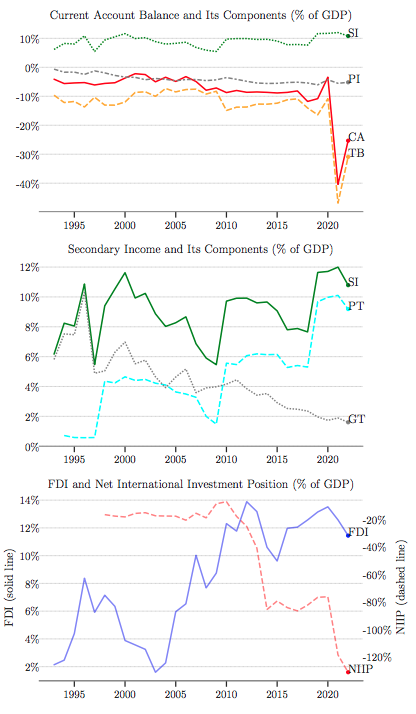 Current Account Balance and Its Components (% of GDP)
10%
0%
-10%
-20%
-30%
-40%
SI
PI
CA
TB
1995 2000 2005 2010 2015 2020
Secondary Income and Its Components (% of GDP)
12%
10%
8%
6%
4%
2%
0%
SI
PT
GT
1995 2000 2005 2010 2015 2020
FDI and Net International Investment Position (% of GDP)
FDI (solid line)
14%
12%
10%
8%
6%
4%
2%
FDI
NIIP
-20%
-40%
-60%
-80%
-100%
-120%
NIIP (dashed line)
1995 2000 2005 2010 2015 2020